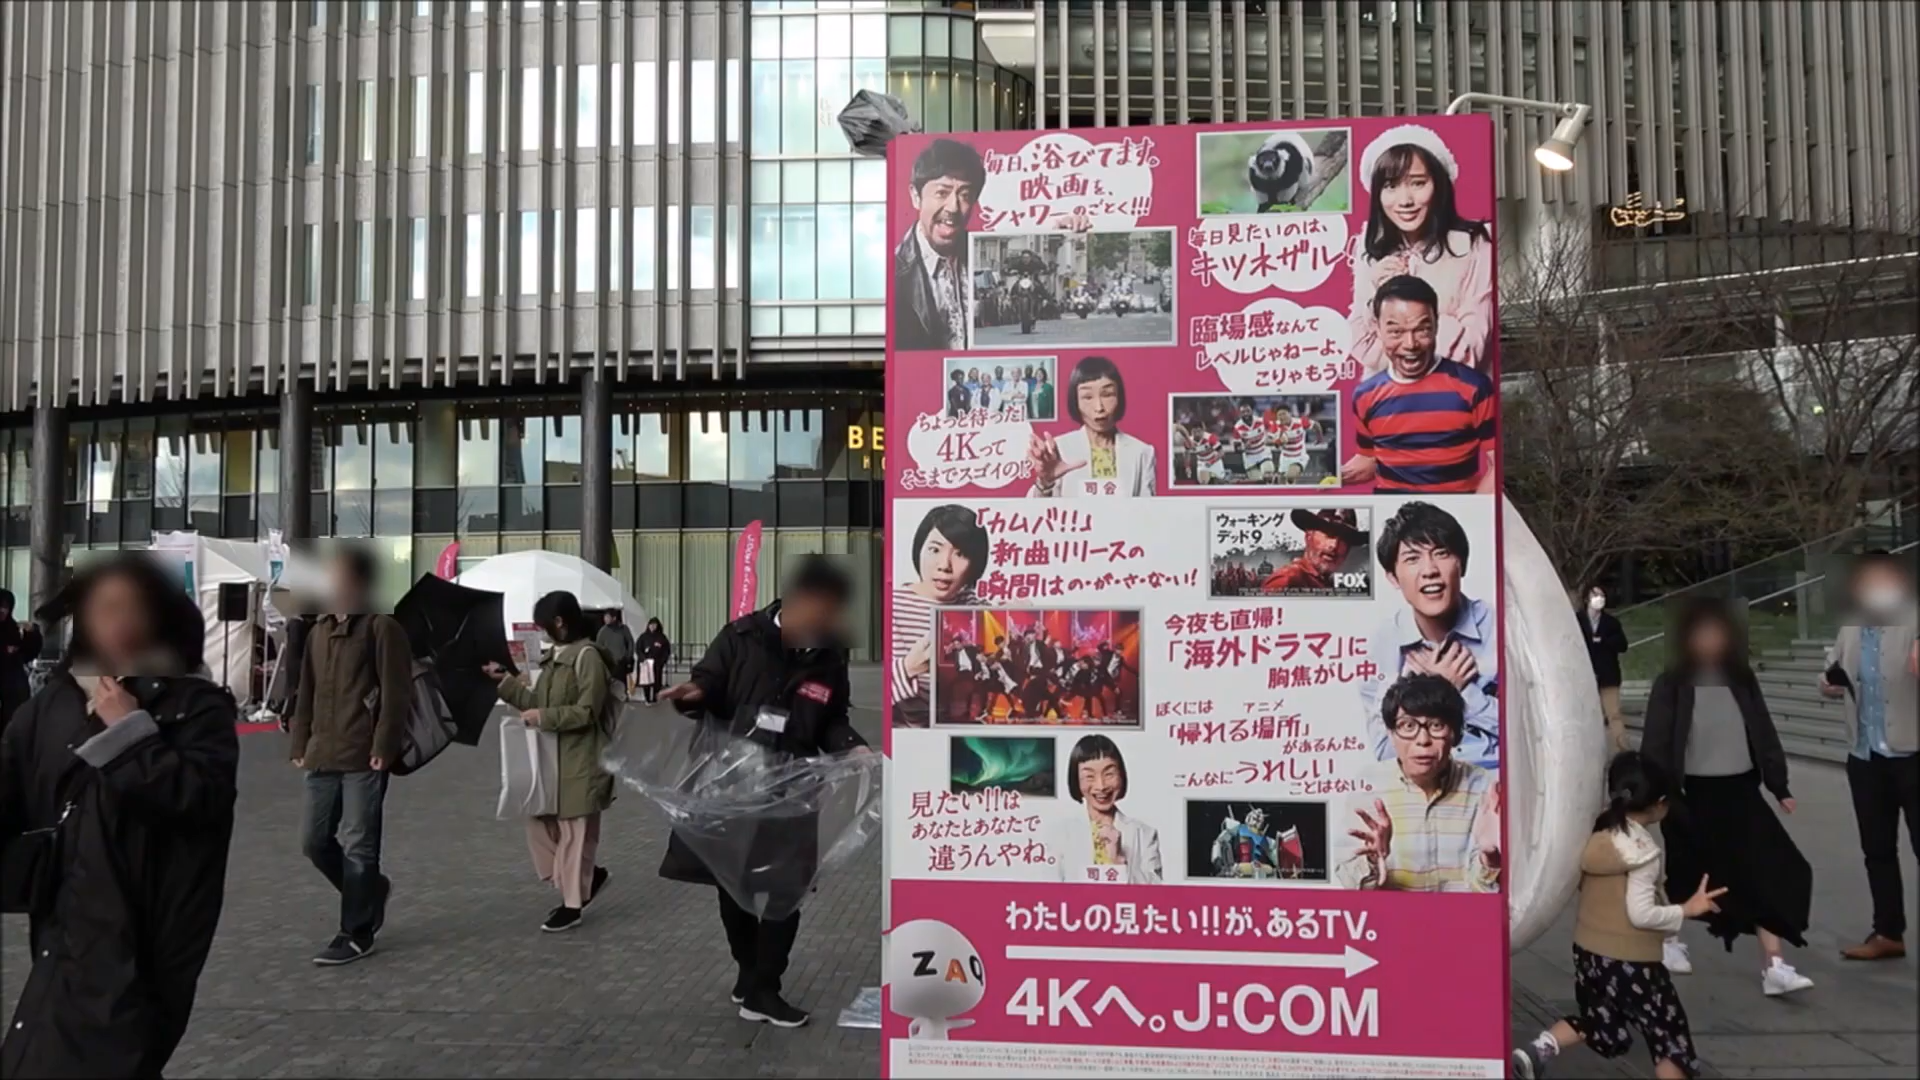 毎日、浴びてます。
映画を、
シャワーのごとく!!!
毎日見たいのは、
キツネザル!
臨場感なんて
レベルじゃねーよ、
こりゃもう!!
ちょっと待った!
4Kって
そこまでスゴイの!?
司会
「カムバ!!」
新曲リリースの
瞬間はの・が・さ・な・い!
ウォーキング
デッド9
FOX
今夜も直帰!
「海外ドラマ」に
胸焦がし中。
ぼくには アニメ
「帰れる場所」
があるんだ。
こんなにうれしい
ことはない。
見たい!!は
あなたとあなたで
違うんやね。
司会
わたしの見たい!!が、あるTV。
ZAQ
4Kへ。J:COM
BE